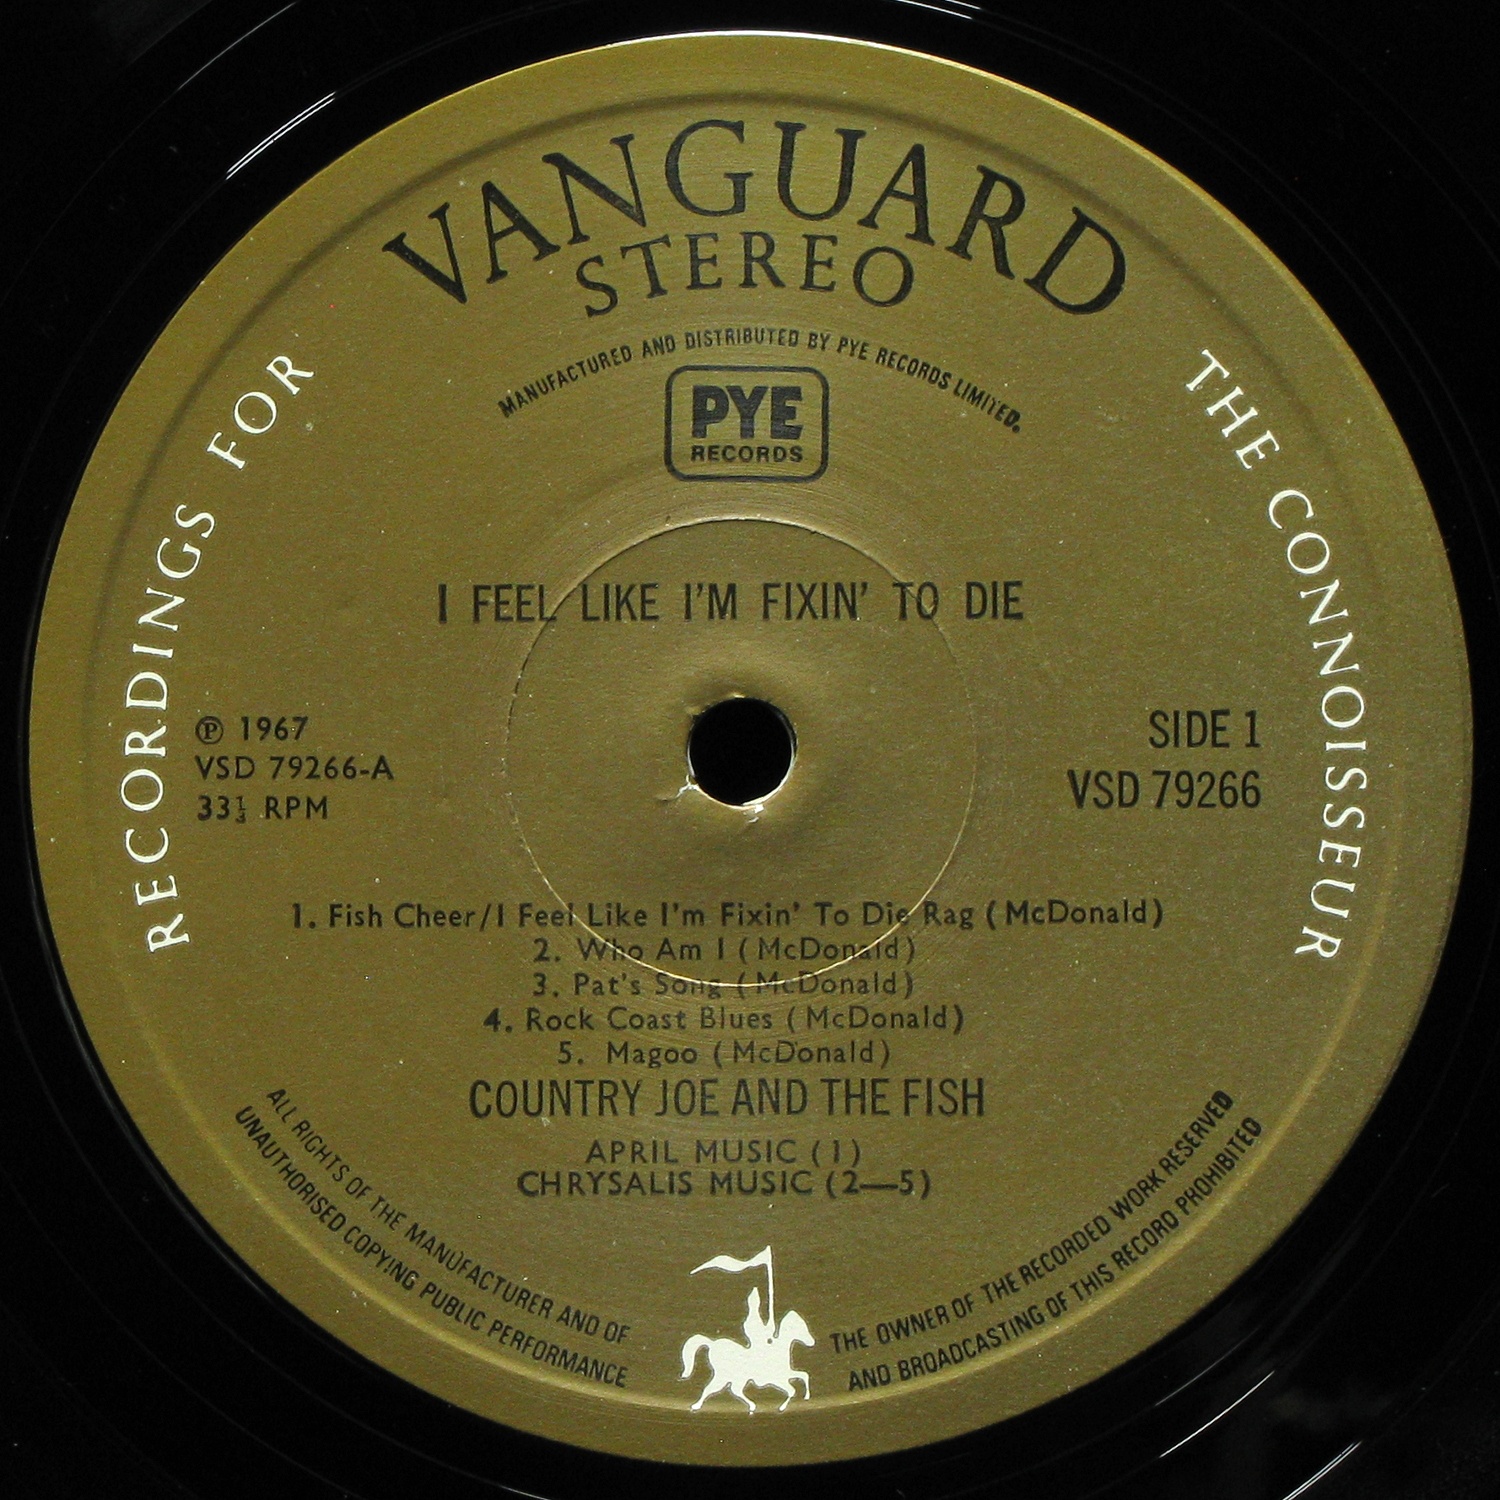 VANGUARD
STEREO
MANUFACTURED AND DISTRIBUTED BY PYE RECORDS LIMITED.
PYE
RECORDS
RECORDINGS FOR
THE CONNOISSEUR
I FEEL LIKE I'M FIXIN' TO DIE
℗ 1967
VSD 79266-A
33⅓ RPM
SIDE 1
VSD 79266
1. Fish Cheer/I Feel Like I'm Fixin' To Die Rag (McDonald)
2. Who Am I (McDonald)
3. Pat's Song (McDonald)
4. Rock Coast Blues (McDonald)
5. Magoo (McDonald)
COUNTRY JOE AND THE FISH
APRIL MUSIC (1)
CHRYSALIS MUSIC (2—5)
ALL RIGHTS OF THE MANUFACTURER AND OF THE OWNER OF THE RECORDED WORK RESERVED
UNAUTHORISED COPYING PUBLIC PERFORMANCE AND BROADCASTING OF THIS RECORD PROHIBITED